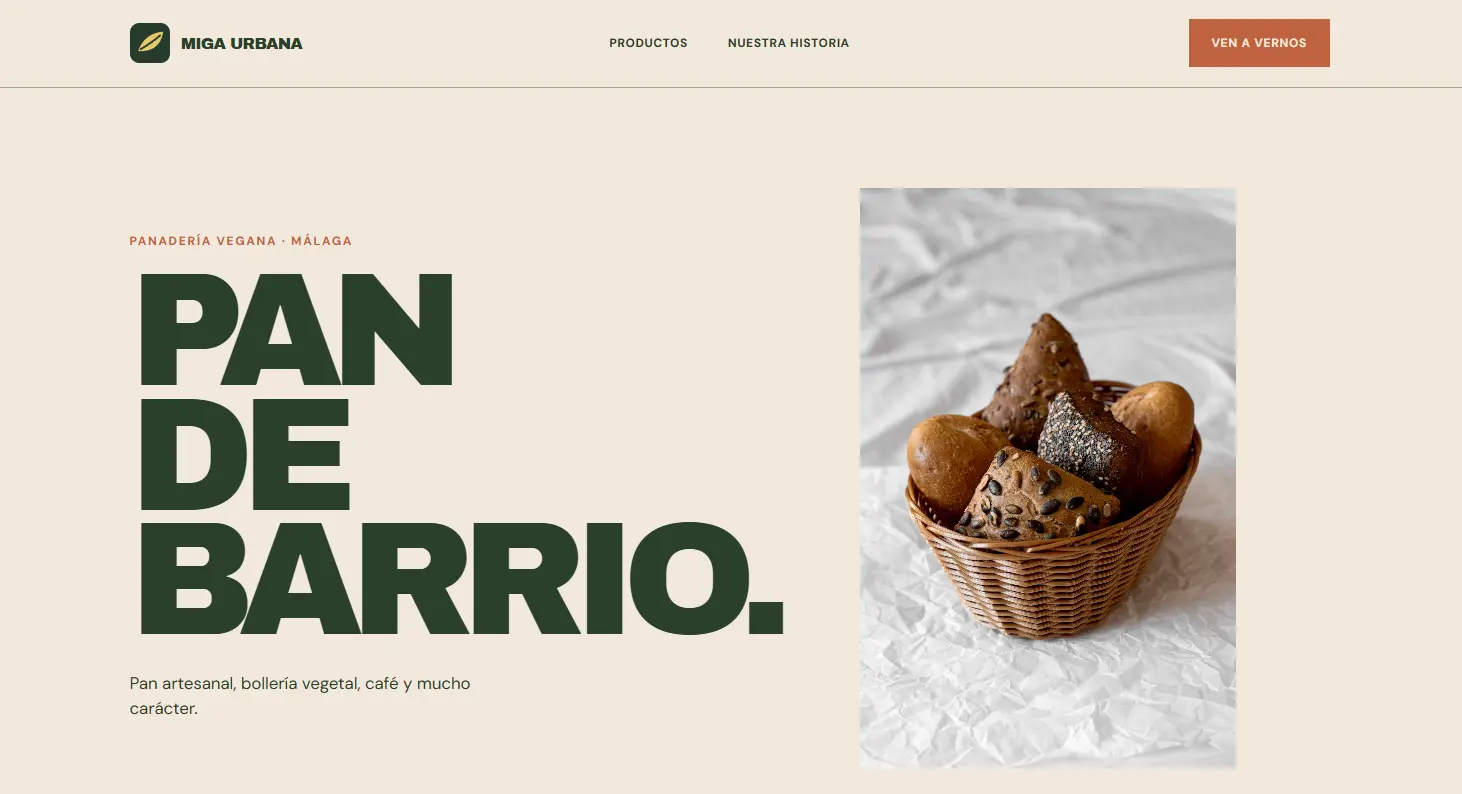 MIGA URBANA
PRODUCTOS
NUESTRA HISTORIA
VEN A VERNOS
PANADERÍA VEGANA · MÁLAGA
PAN
DE
BARRIO.
Pan artesanal, bollería vegetal, café y mucho
carácter.